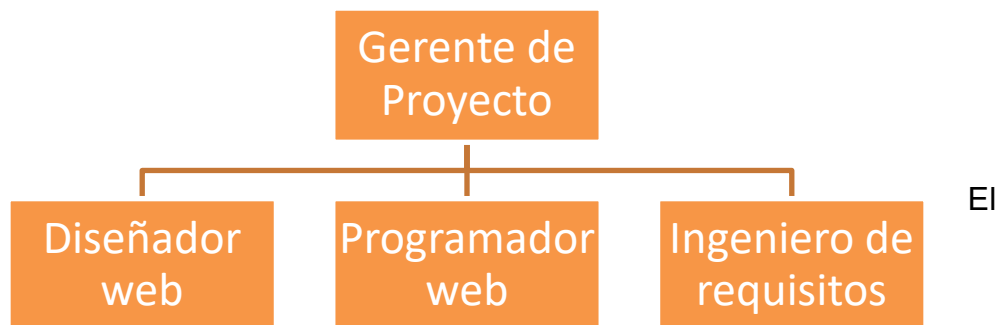 Gerente de
Proyecto
El
Diseñador
web
Programador
web
Ingeniero de
requisitos